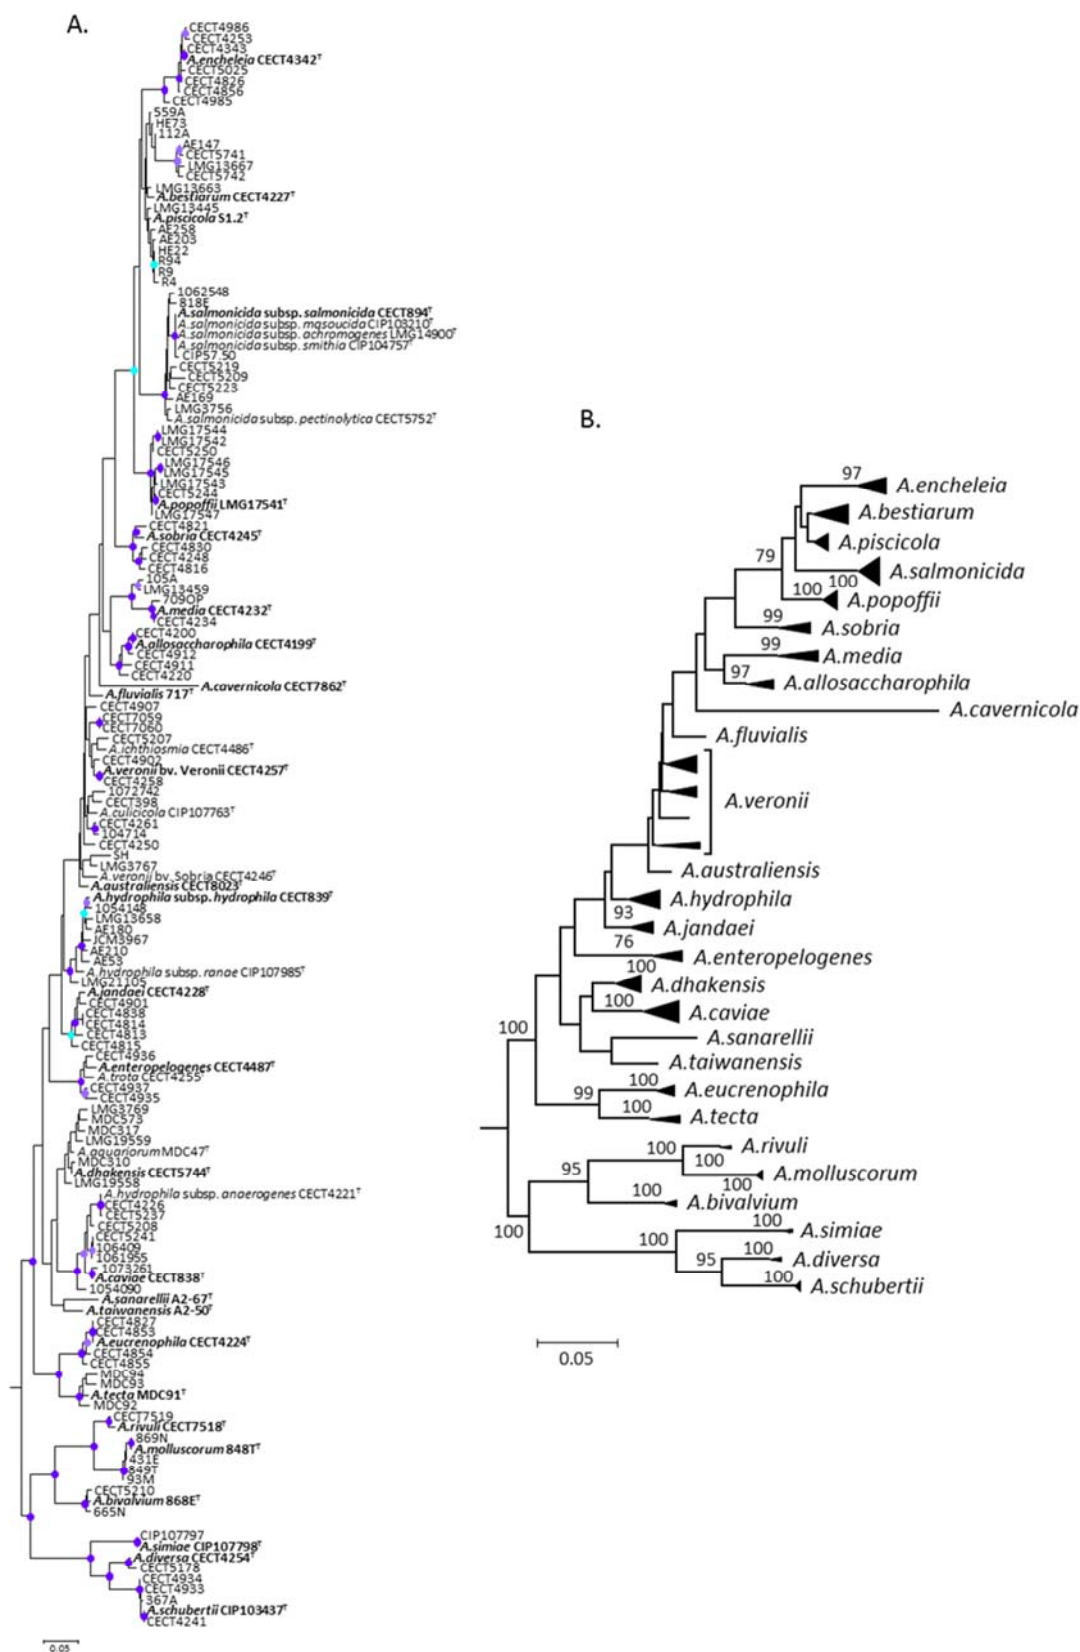 A.
CECT4986
CECT4253
CECT4343
A.encheleia CECT4342ᵀ
CECT5025
CECT4826
CECT4856
CECT4985
559A
HE73
112A
AE147
CECT5741
LMG13667
CECT5742
LMG13663
A.bestiarum CECT4227ᵀ
LMG13445
A.piscicola S1.2ᵀ
AE258
AE203
HE22
R94
R9
R4
1062548
818E
A.salmonicida subsp. salmonicida CECT894ᵀ
A.salmonicida subsp. masoucida CIP103210ᵀ
A.salmonicida subsp. achromogenes LMG14900ᵀ
A.salmonicida subsp. smithia CIP104757ᵀ
CIP57.50
CECT5219
CECT5209
CECT5223
AE169
LMG3756
A.salmonicida subsp. pectinolytica CECT5752ᵀ
LMG17544
LMG17542
CECT5250
LMG17546
LMG17545
LMG17543
CECT5244
A.popoffii LMG17541ᵀ
LMG17547
CECT4821
A.sobria CECT4245ᵀ
CECT4830
CECT4248
CECT4816
105A
LMG13459
709OP
A.media CECT4232ᵀ
CECT4234
CECT4200
A.allosaccharophila CECT4199ᵀ
CECT4912
CECT4911
CECT4220
A.cavernicola CECT7862ᵀ
A.fluvialis 717ᵀ
CECT4907
CECT7059
CECT7060
CECT5207
A.ichthiosmia CECT4486ᵀ
CECT4902
A.veronii bv. Veronii CECT4257ᵀ
CECT4258
1072742
CECT398
A.culicicola CIP107763ᵀ
CECT4261
104714
CECT4250
SH
LMG3767
A.veronii bv. Sobria CECT4246ᵀ
A.australiensis CECT8023ᵀ
A.hydrophila subsp. hydrophila CECT839ᵀ
1054148
LMG13658
AE180
JCM3967
AE210
AE53
A.hydrophila subsp. ranae CIP107985ᵀ
LMG21105
A.jandaei CECT4228ᵀ
CECT4901
CECT4838
CECT4814
CECT4813
CECT4815
CECT4936
A.enteropelogenes CECT4487ᵀ
A.trota CECT4255ᵀ
CECT4937
CECT4935
LMG3769
MDC573
MDC317
LMG19559
A.aquariorum MDC47ᵀ
MDC310
A.dhakensis CECT5744ᵀ
LMG19558
A.hydrophila subsp. anaerogenes CECT4221ᵀ
CECT4226
CECT5237
CECT5208
CECT5241
106409
1061955
1073261
A.caviae CECT838ᵀ
1054090
A.sanarellii A2-67ᵀ
A.taiwanensis A2-50ᵀ
CECT4827
CECT4853
A.eucrenophila CECT4224ᵀ
CECT4854
CECT4855
MDC94
MDC93
A.tecta MDC91ᵀ
MDC92
CECT7519
A.rivuli CECT7518ᵀ
869N
A.molluscorum 848Tᵀ
431E
849T
93M
CECT5210
A.bivalvium 868Eᵀ
665N
CIP107797
A.simiae CIP107798ᵀ
A.diversa CECT4254ᵀ
CECT5178
CECT4934
CECT4933
367A
A.schubertii CIP103437ᵀ
CECT4241
0.05
B.
97
A.encheleia
A.bestiarum
A.piscicola
79
100
A.salmonicida
100
A.popoffii
99
A.sobria
99
A.media
97
A.allosaccharophila
A.cavernicola
A.fluvialis
A.veronii
A.australiensis
A.hydrophila
93
A.jandaei
76
A.enteropelogenes
100
A.dhakensis
100
A.caviae
100
A.sanarellii
A.taiwanensis
100
A.eucrenophila
99
100
A.tecta
100
A.rivuli
100
95
A.molluscorum
100
100
A.bivalvium
100
100
A.simiae
100
100
A.diversa
95
100
A.schubertii
0.05